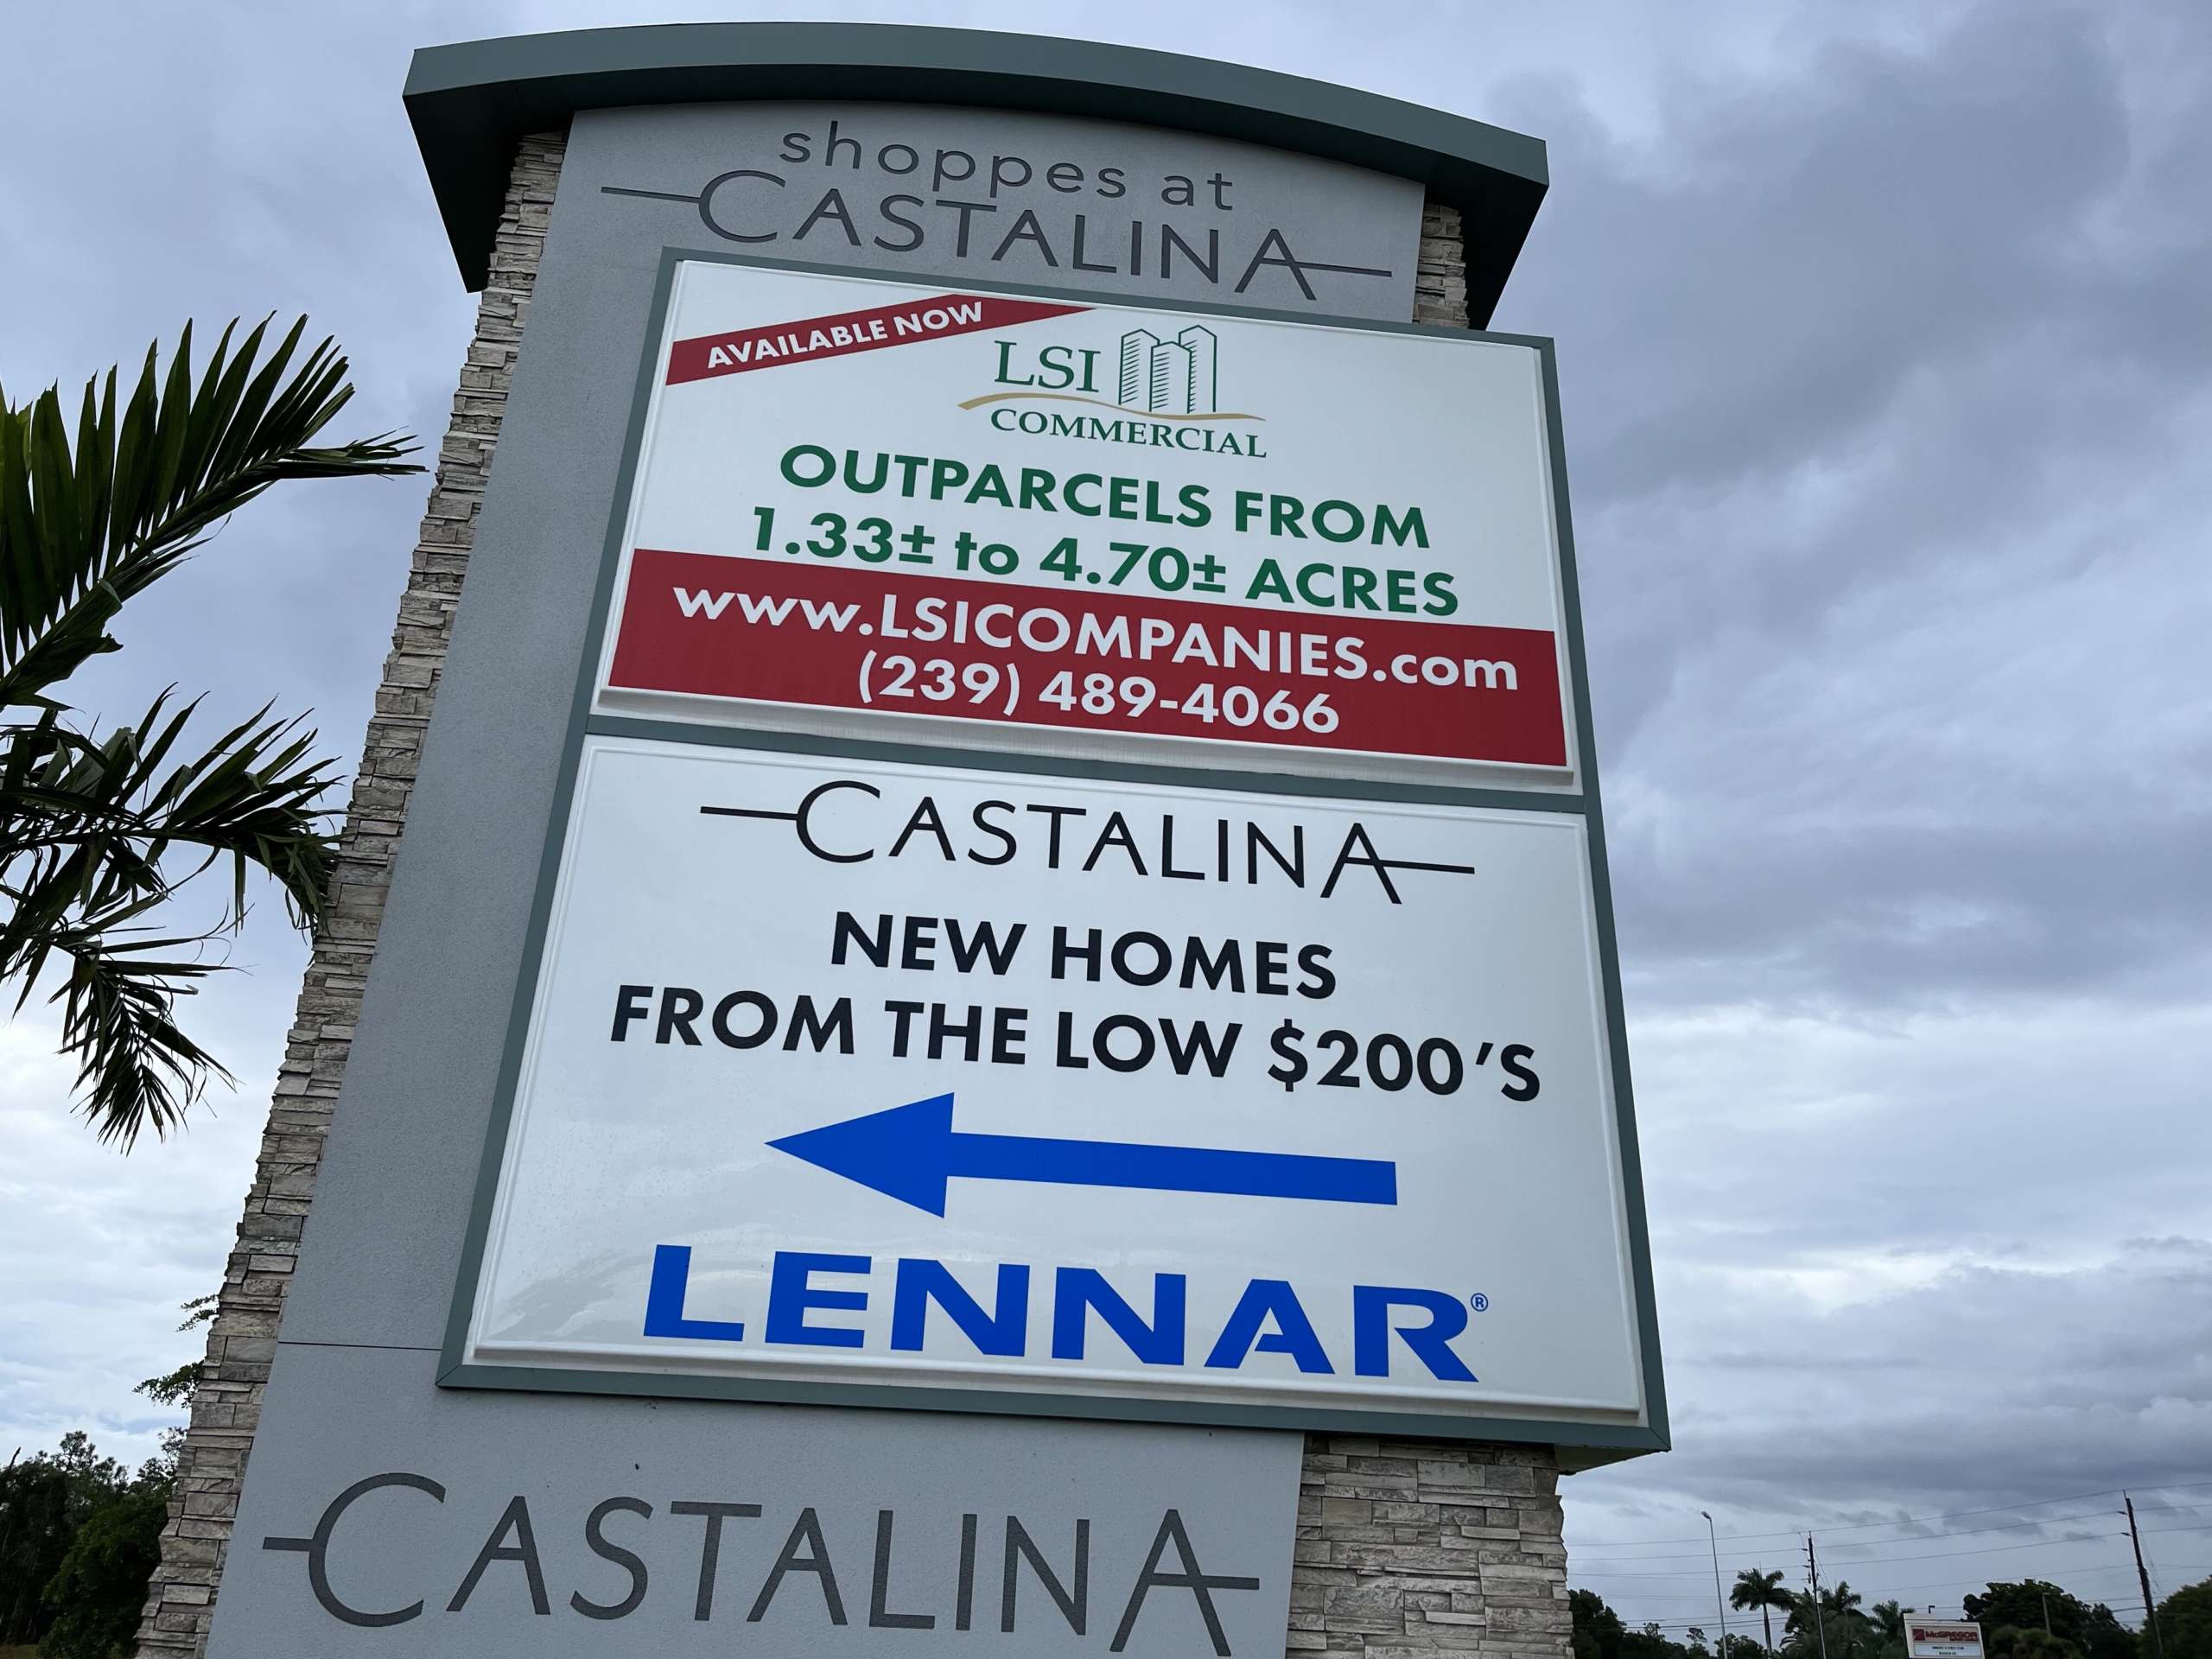 shoppes at
CASTALINA
AVAILABLE NOW
LSI
COMMERCIAL
OUTPARCELS FROM
1.33± to 4.70± ACRES
www.LSICOMPANIES.com
(239) 489-4066
CASTALINA
NEW HOMES
FROM THE LOW $200'S
LENNAR®
CASTALINA
McGREGOR